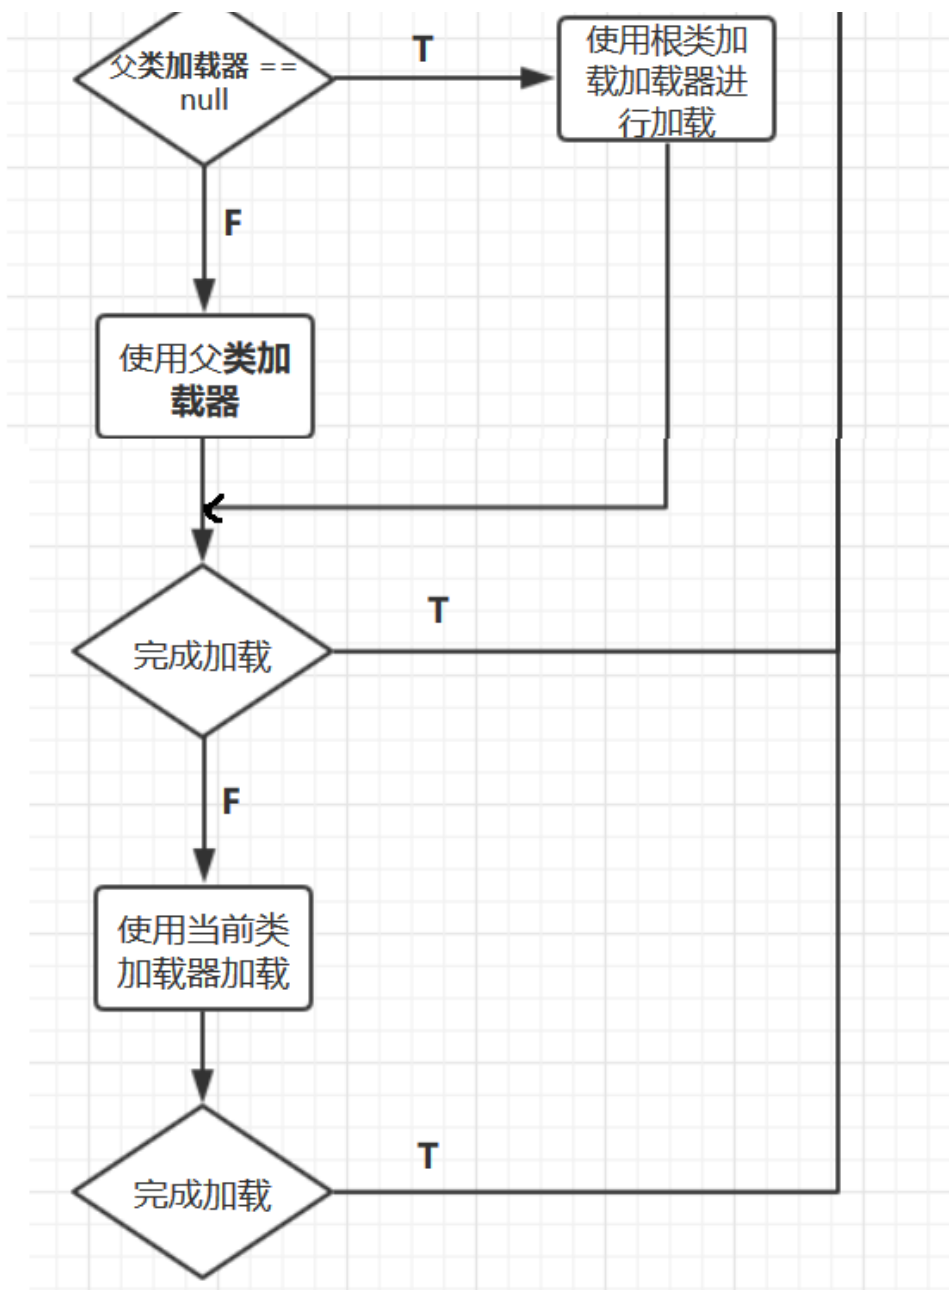 父类加载器 ==
null
T
使用根类加
载加载器进
行加载
F
使用父类加
载器
完成加载
T
F
使用当前类
加载器加载
完成加载
T